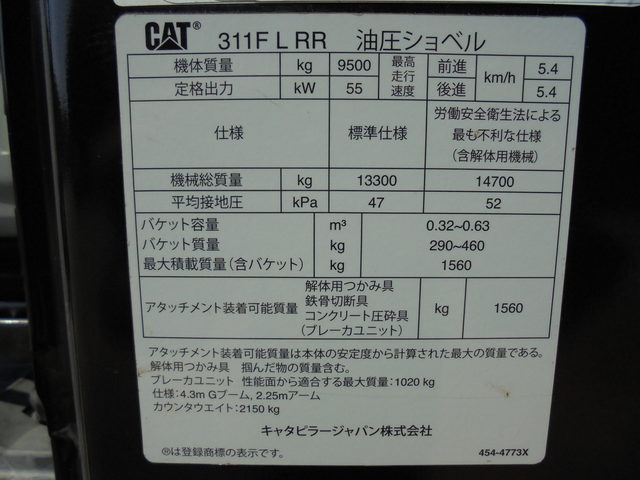 CAT® 311F L RR 油圧ショベル
機体質量 kg 9500 最高走行速度 前進 km/h 5.4
定格出力 kW 55 後進 5.4
仕様 標準仕様 労働安全衛生法による最も不利な仕様(含解体用機械)
機械総質量 kg 13300 14700
平均接地圧 kPa 47 52
バケット容量 m³ 0.32~0.63
バケット質量 kg 290~460
最大積載質量(含バケット) kg 1560
アタッチメント装着可能質量 解体用つかみ具 鉄骨切断具 コンクリート圧砕具 (ブレーカユニット) kg 1560
アタッチメント装着可能質量は本体の安定度から計算された最大の質量である。
解体用つかみ具 掴んだ物の質量含む。
ブレーカユニット 性能面から適合する最大質量:1020 kg
仕様:4.3m Gブーム, 2.25mアーム
カウンタウエイト:2150 kg
キャタピラージャパン株式会社
®は登録商標の表示です。 454-4773X